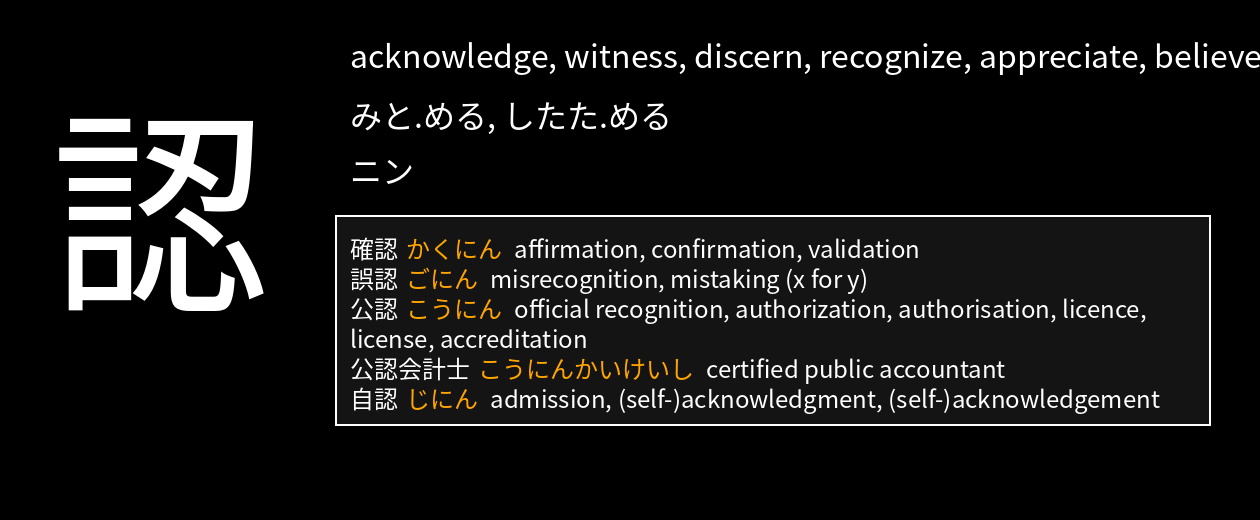 認
acknowledge, witness, discern, recognize, appreciate, believe
みと.める, したた.める
ニン
確認 かくにん affirmation, confirmation, validation
誤認 ごにん misrecognition, mistaking (x for y)
公認 こうにん official recognition, authorization, authorisation, licence,
license, accreditation
公認会計士 こうにんかいけいし certified public accountant
自認 じにん admission, (self-)acknowledgment, (self-)acknowledgement